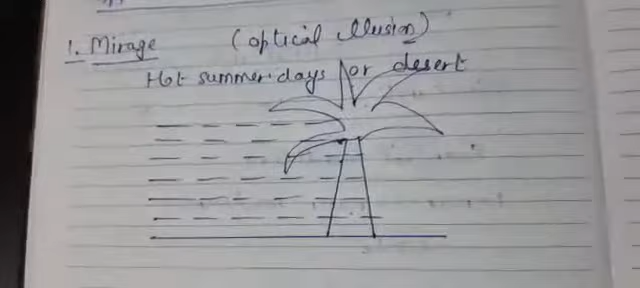 1. Mirage (optical illusion)
Hot summer days or desert